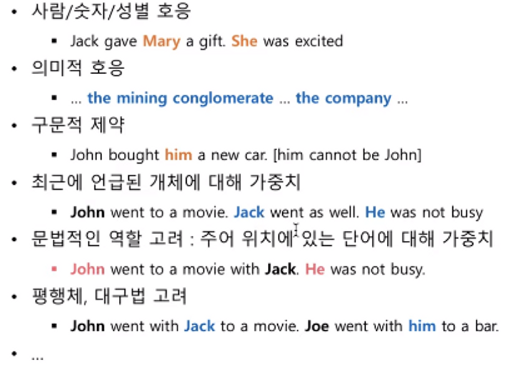 • 사람/숫자/성별 호응
▪ Jack gave Mary a gift. She was excited
• 의미적 호응
▪ ... the mining conglomerate ... the company ...
• 구문적 제약
▪ John bought him a new car. [him cannot be John]
• 최근에 언급된 개체에 대해 가중치
▪ John went to a movie. Jack went as well. He was not busy
• 문법적인 역할 고려 : 주어 위치에 있는 단어에 대해 가중치
▪ John went to a movie with Jack. He was not busy.
• 평행체, 대구법 고려
▪ John went with Jack to a movie. Joe went with him to a bar.
• ...